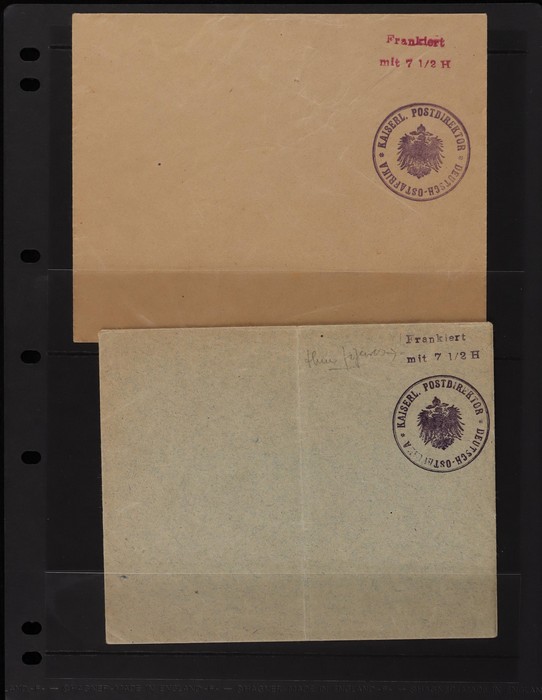 Frankiert
mit 7 1/2 H
* KAISERL. POSTDIREKTOR * DEUTSCH-OSTAFRIKA
Frankiert
mit 7 1/2 H
* KAISERL. POSTDIREKTOR * DEUTSCH-OSTAFRIKA